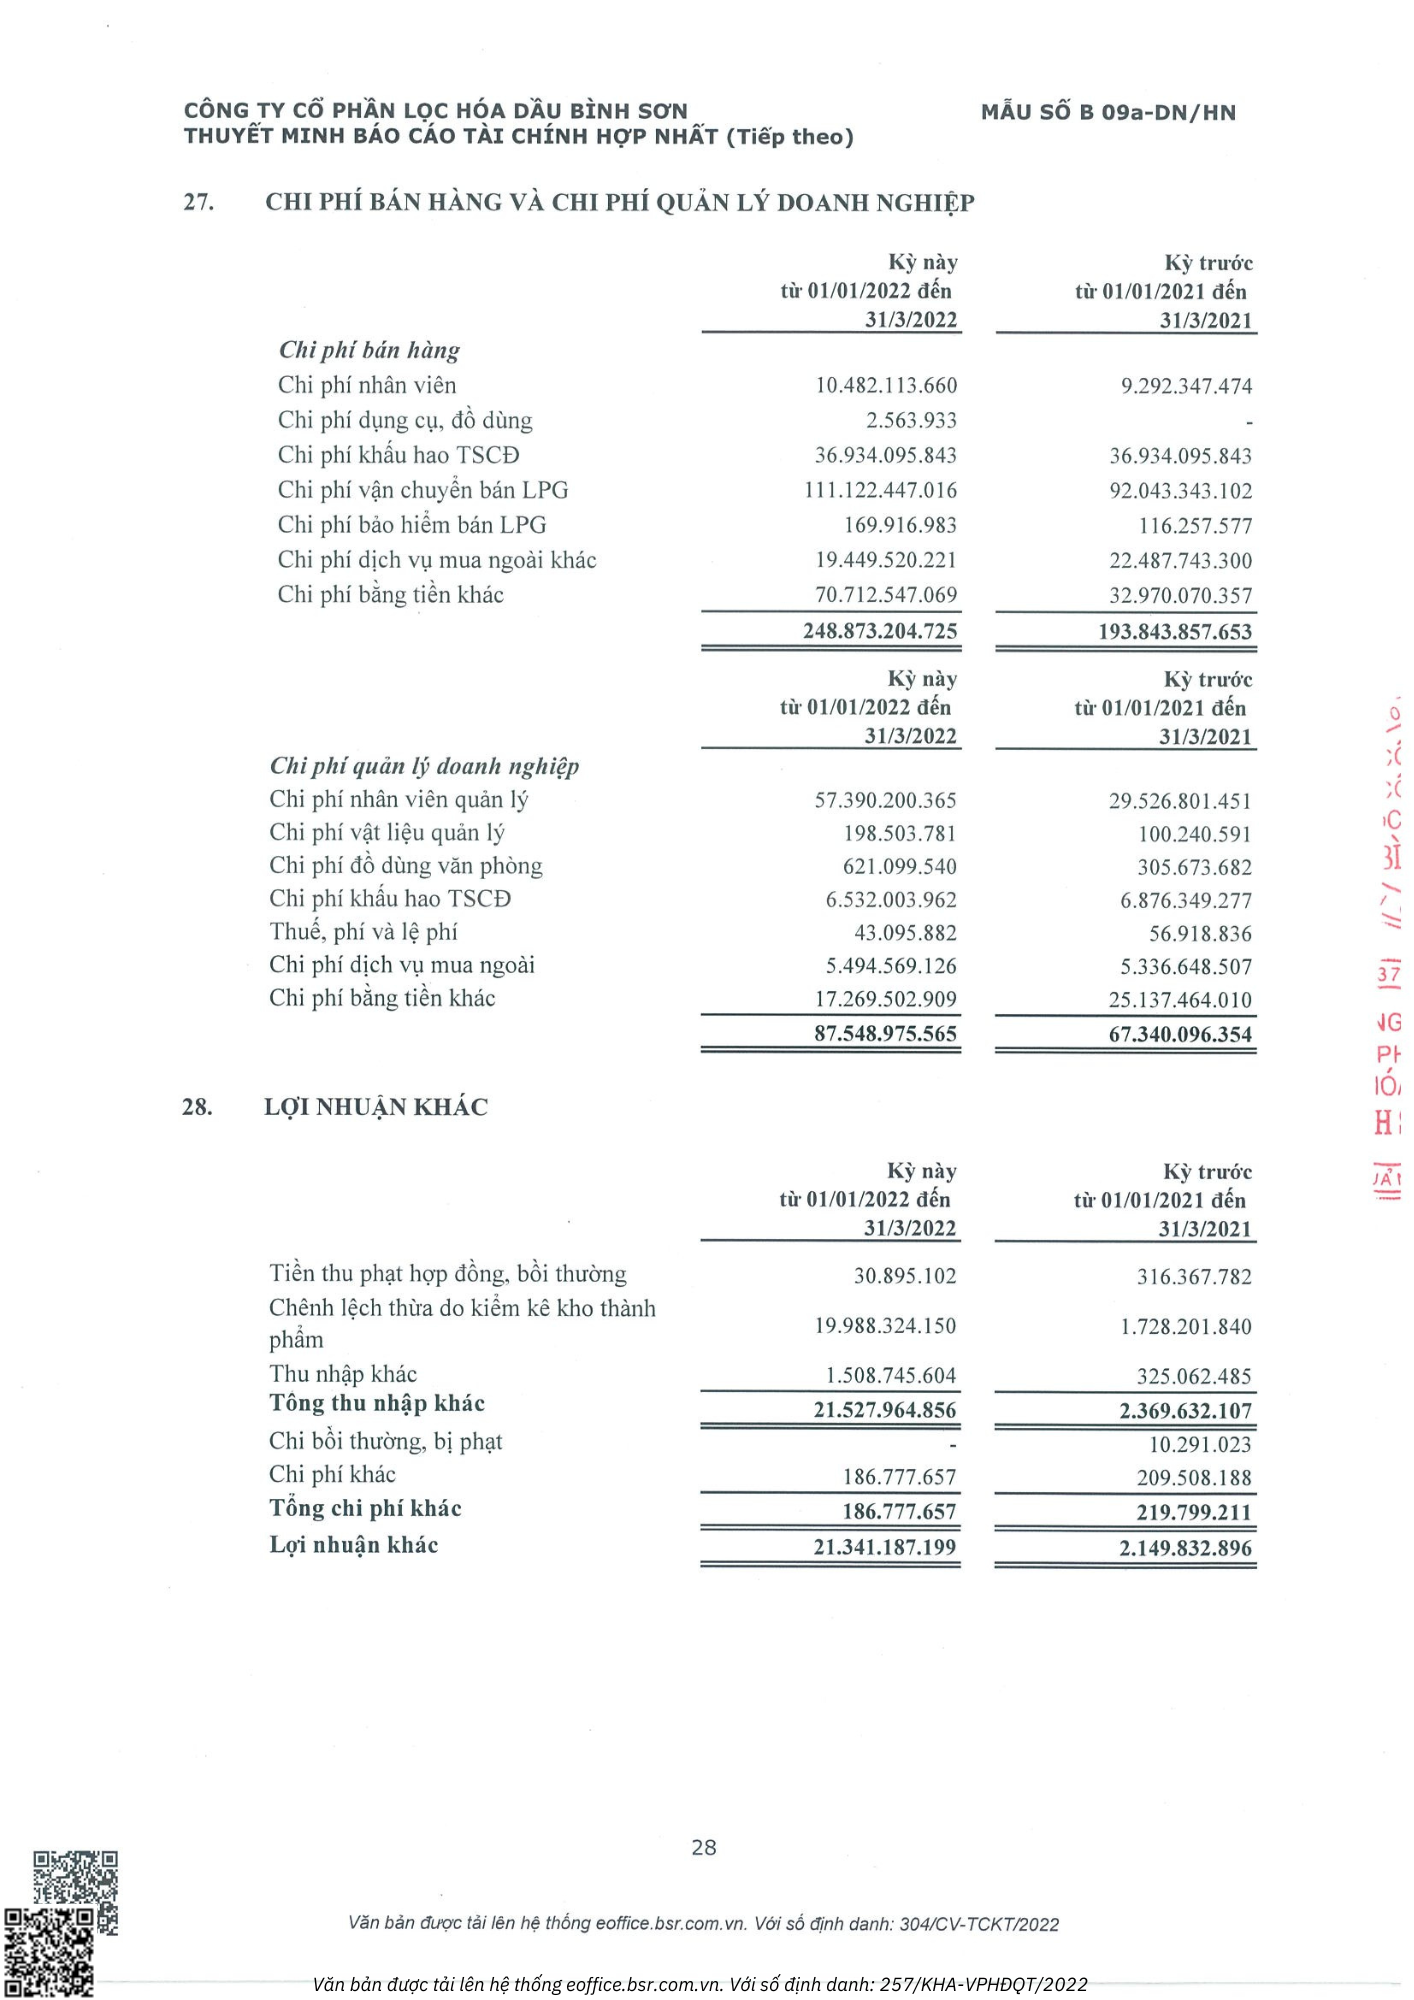 CÔNG TY CỔ PHẦN LỌC HÓA DẦU BÌNH SƠN MẪU SỐ B 09a-DN/HN
THUYẾT MINH BÁO CÁO TÀI CHÍNH HỢP NHẤT (Tiếp theo)
27. CHI PHÍ BÁN HÀNG VÀ CHI PHÍ QUẢN LÝ DOANH NGHIỆP
Kỳ này Kỳ trước
từ 01/01/2022 đến từ 01/01/2021 đến
31/3/2022 31/3/2021
Chi phí bán hàng
Chi phí nhân viên 10.482.113.660 9.292.347.474
Chi phí dụng cụ, đồ dùng 2.563.933 -
Chi phí khấu hao TSCĐ 36.934.095.843 36.934.095.843
Chi phí vận chuyển bán LPG 111.122.447.016 92.043.343.102
Chi phí bảo hiểm bán LPG 169.916.983 116.257.577
Chi phí dịch vụ mua ngoài khác 19.449.520.221 22.487.743.300
Chi phí bằng tiền khác 70.712.547.069 32.970.070.357
248.873.204.725 193.843.857.653
Kỳ này Kỳ trước
từ 01/01/2022 đến từ 01/01/2021 đến
31/3/2022 31/3/2021
Chi phí quản lý doanh nghiệp
Chi phí nhân viên quản lý 57.390.200.365 29.526.801.451
Chi phí vật liệu quản lý 198.503.781 100.240.591
Chi phí đồ dùng văn phòng 621.099.540 305.673.682
Chi phí khấu hao TSCĐ 6.532.003.962 6.876.349.277
Thuế, phí và lệ phí 43.095.882 56.918.836
Chi phí dịch vụ mua ngoài 5.494.569.126 5.336.648.507
Chi phí bằng tiền khác 17.269.502.909 25.137.464.010
87.548.975.565 67.340.096.354
28. LỢI NHUẬN KHÁC
Kỳ này Kỳ trước
từ 01/01/2022 đến từ 01/01/2021 đến
31/3/2022 31/3/2021
Tiền thu phạt hợp đồng, bồi thường 30.895.102 316.367.782
Chênh lệch thừa do kiểm kê kho thành
phẩm 19.988.324.150 1.728.201.840
Thu nhập khác 1.508.745.604 325.062.485
Tông thu nhập khác 21.527.964.856 2.369.632.107
Chi bồi thường, bị phạt - 10.291.023
Chi phí khác 186.777.657 209.508.188
Tổng chi phí khác 186.777.657 219.799.211
Lợi nhuận khác 21.341.187.199 2.149.832.896
28
Văn bản được tải lên hệ thống eoffice.bsr.com.vn. Với số định danh: 304/CV-TCKT/2022
Văn bản được tải lên hệ thống eoffice.bsr.com.vn. Với số định danh: 257/KHA-VPHĐQT/2022